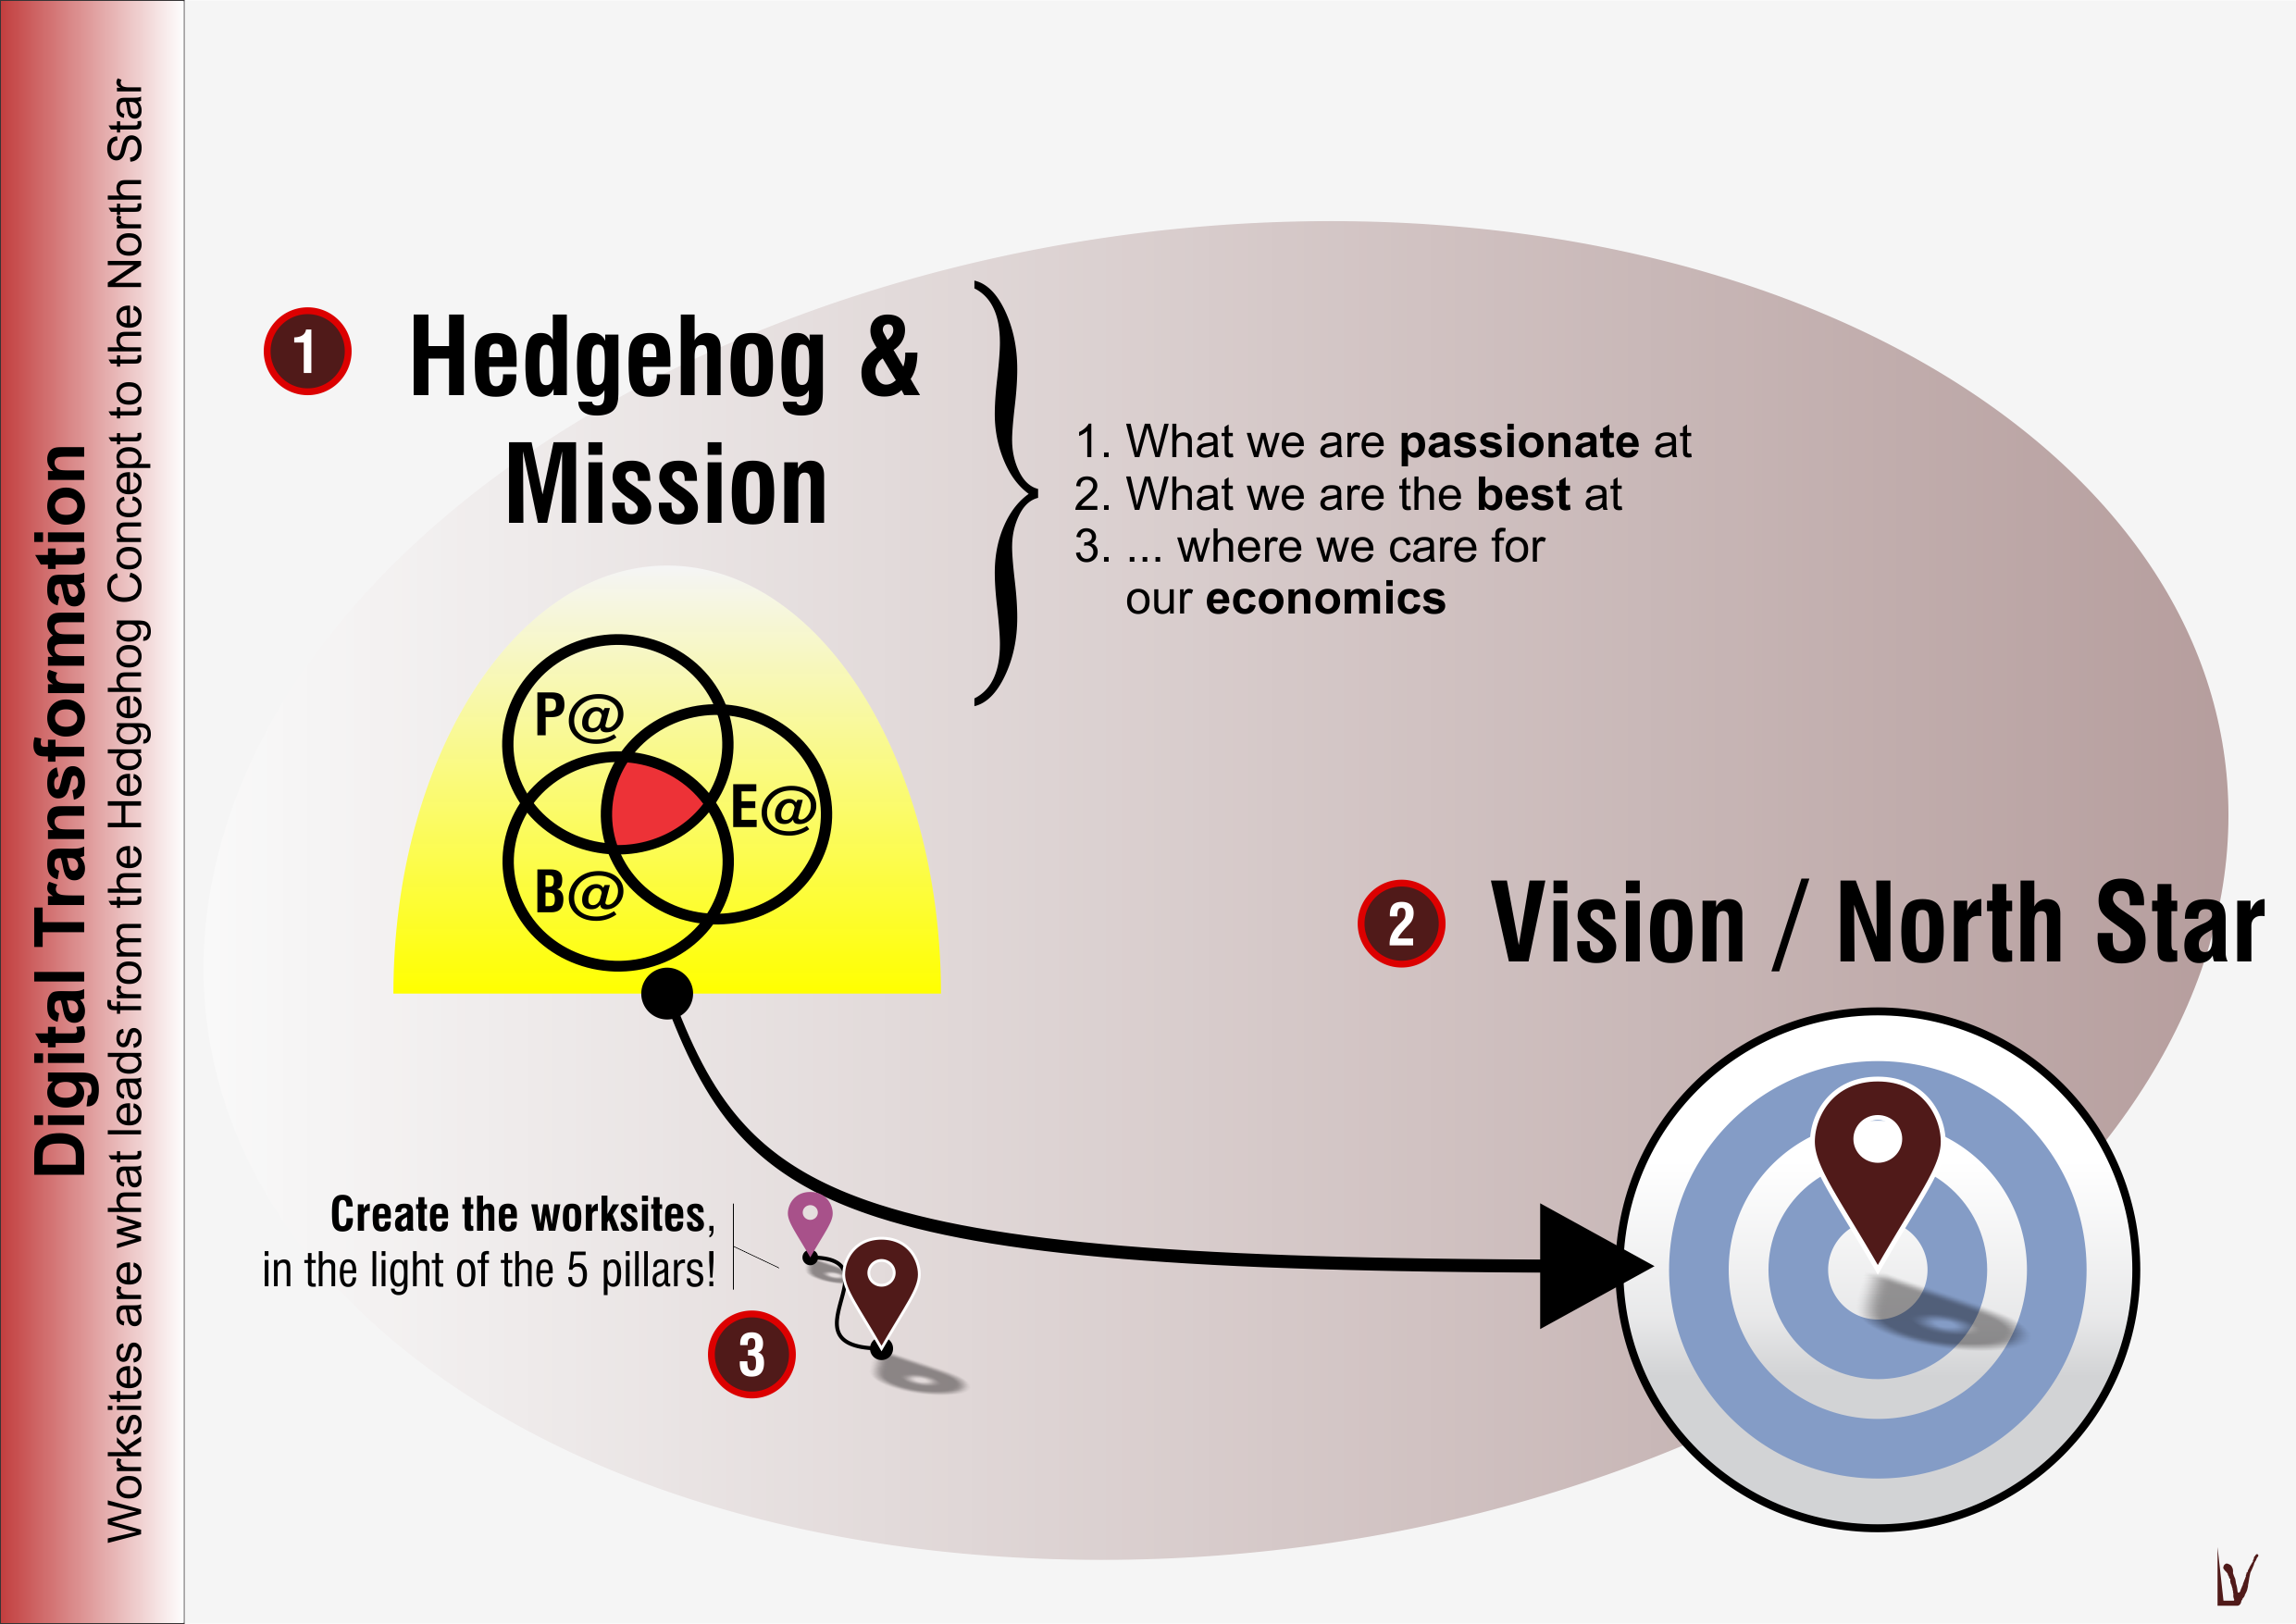 Digital Transformation
Worksites are what leads from the Hedgehog Concept to the North Star
1
Hedgehog &
Mission
1. What we are passionate at
2. What we are the best at
3. ... where we care for
our economics
P@
E@
B@
2
Vision / North Star
Create the worksites,
in the light of the 5 pillars!
3